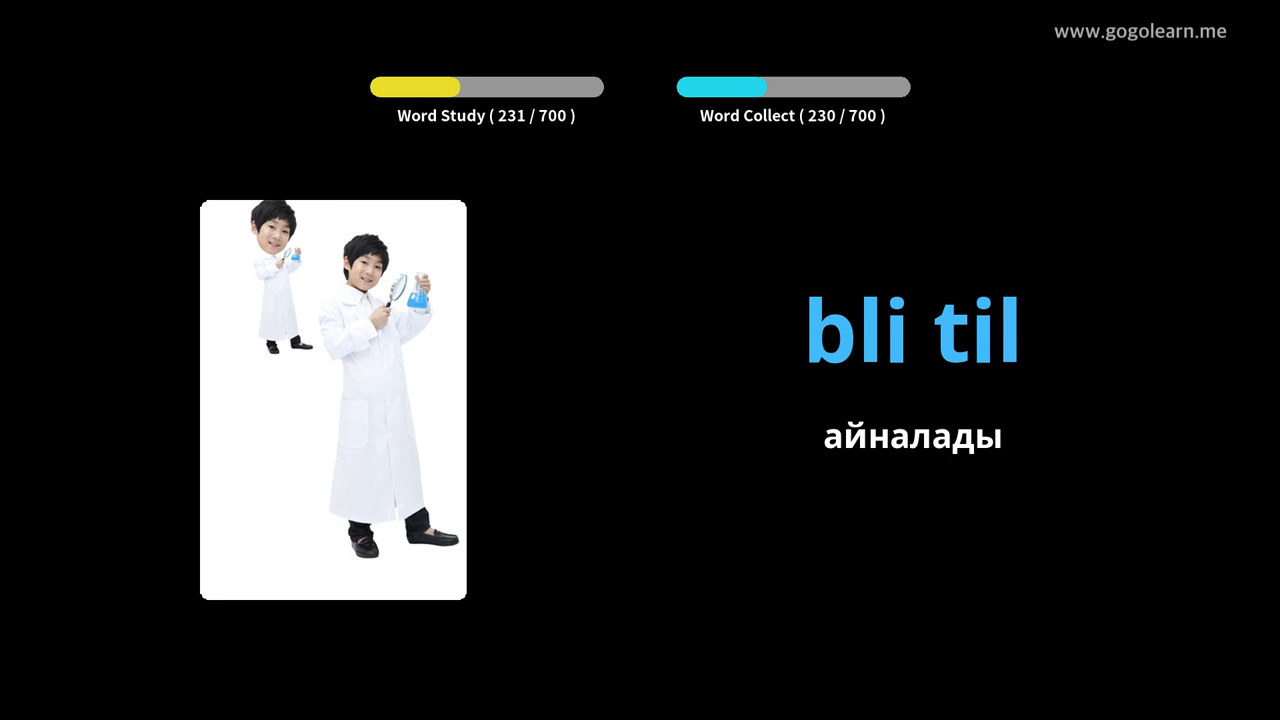 www.gogolearn.me
Word Study ( 231 / 700 )
Word Collect ( 230 / 700 )
bli til
айналады